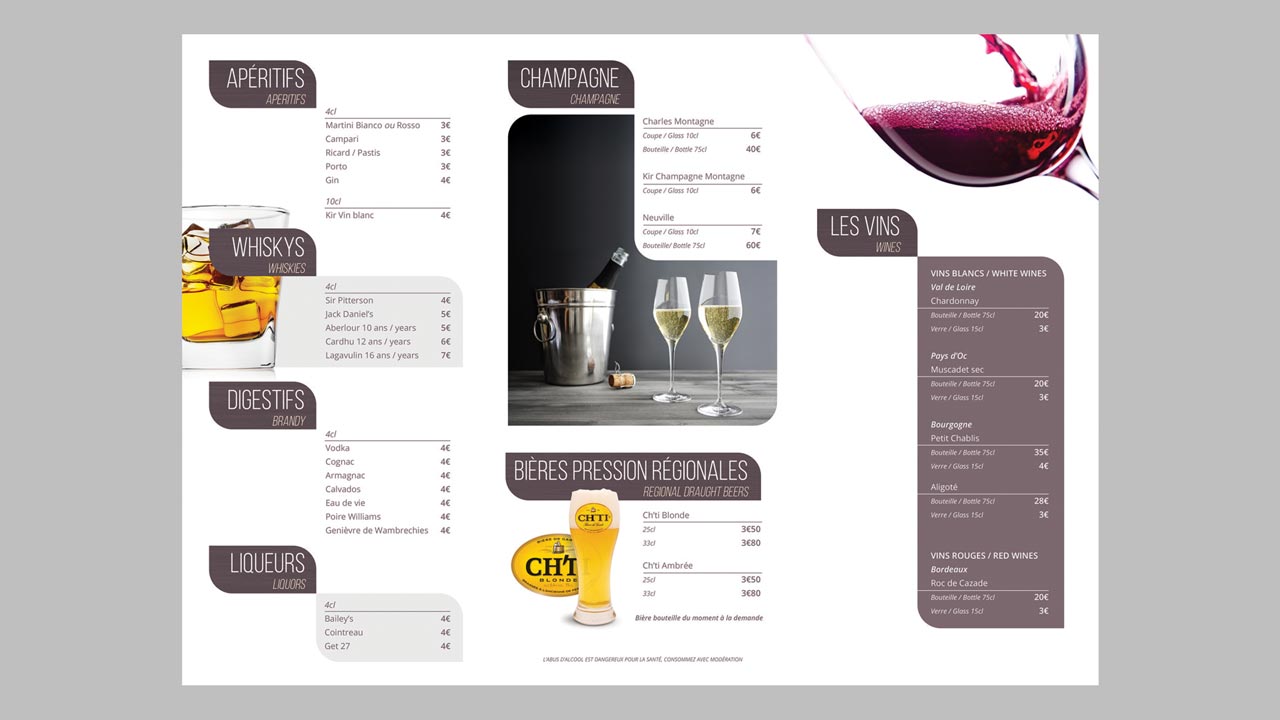 APÉRITIFS
APERITIFS
4cl
Martini Bianco ou Rosso 3€
Campari 3€
Ricard / Pastis 3€
Porto 3€
Gin 4€
10cl
Kir Vin blanc 4€
WHISKYS
WHISKIES
4cl
Sir Pitterson 4€
Jack Daniel's 5€
Aberlour 10 ans / years 5€
Cardhu 12 ans / years 6€
Lagavulin 16 ans / years 7€
DIGESTIFS
BRANDY
4cl
Vodka 4€
Cognac 4€
Armagnac 4€
Calvados 4€
Eau de vie 4€
Poire Williams 4€
Genièvre de Wambrechies 4€
LIQUEURS
LIQUORS
4cl
Bailey's 4€
Cointreau 4€
Get 27 4€
CHAMPAGNE
CHAMPAGNE
Charles Montagne
Coupe / Glass 10cl 6€
Bouteille / Bottle 75cl 40€
Kir Champagne Montagne
Coupe / Glass 10cl 6€
Neuville
Coupe / Glass 10cl 7€
Bouteille/ Bottle 75cl 60€
BIÈRES PRESSION RÉGIONALES
REGIONAL DRAUGHT BEERS
CH'TI
CH'T
BLONDE
Ch'ti Blonde
25cl 3€50
33cl 3€80
Ch'ti Ambrée
25cl 3€50
33cl 3€80
Bière bouteille du moment à la demande
L'ABUS D'ALCOOL EST DANGEREUX POUR LA SANTÉ, CONSOMMEZ AVEC MODÉRATION
LES VINS
WINES
VINS BLANCS / WHITE WINES
Val de Loire
Chardonnay
Bouteille / Bottle 75cl 20€
Verre / Glass 15cl 3€
Pays d'Oc
Muscadet sec
Bouteille / Bottle 75cl 20€
Verre / Glass 15cl 3€
Bourgogne
Petit Chablis
Bouteille / Bottle 75cl 35€
Verre / Glass 15cl 4€
Aligoté
Bouteille / Bottle 75cl 28€
Verre / Glass 15cl 3€
VINS ROUGES / RED WINES
Bordeaux
Roc de Cazade
Bouteille / Bottle 75cl 20€
Verre / Glass 15cl 3€